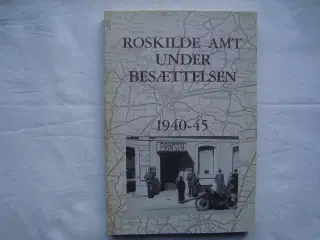 ROSKILDE AMT
UNDER
BESÆTTELSEN
1940-45